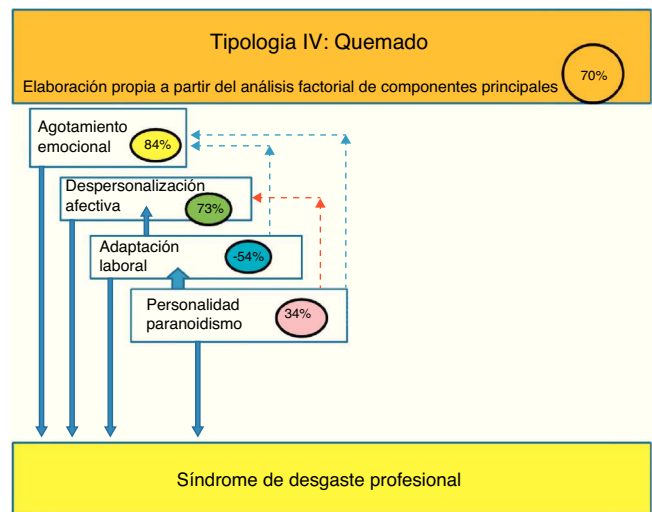 Tipologia IV: Quemado
Elaboración propia a partir del análisis factorial de componentes principales
70%
Agotamiento
emocional
84%
Despersonalización
afectiva
73%
Adaptación
laboral
-54%
Personalidad
paranoidismo
34%
Síndrome de desgaste profesional